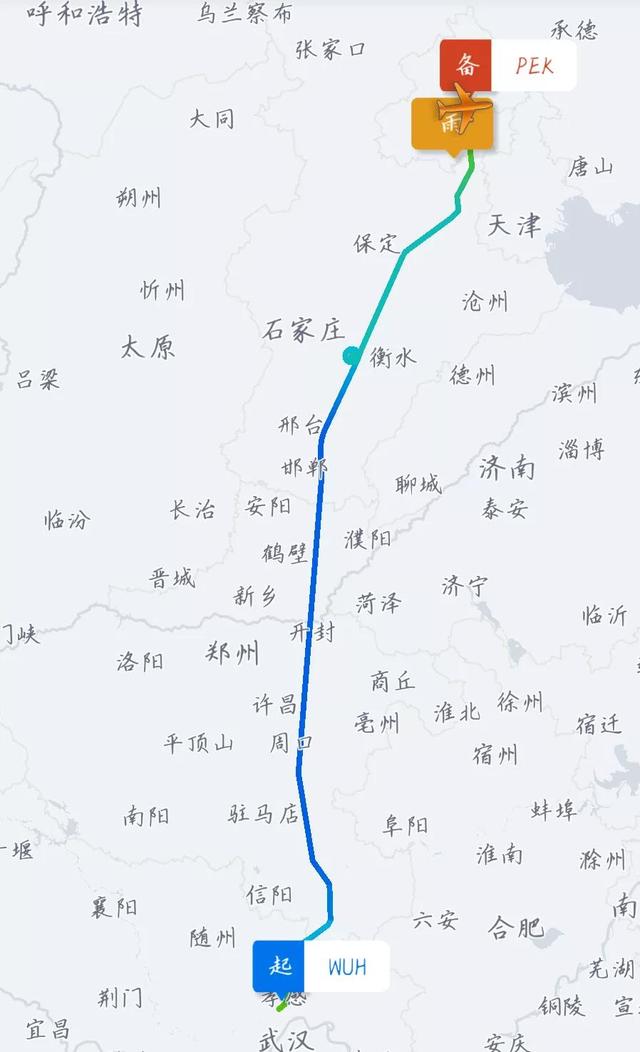 呼和浩特
乌兰察布
承德
张家口
备 PEK
大同
雨
唐山
朔州
天津
保定
忻州
沧州
石家庄
太原
衡水
吕梁
德州
滨州
邢台
淄博
邯郸
济南
聊城
长治
安阳
泰安
临汾
鹤壁
濮阳
晋城
新乡
菏泽
济宁
临沂
门峡
开封
洛阳
郑州
商丘
许昌
徐州
亳州
淮北
宿迁
平顶山
周口
宿州
南阳
驻马店
阜阳
蚌埠
堰
淮南
滁州
信阳
襄阳
南
随州
六安
合肥
起 WUH
芜湖
荆门
孝感
铜陵
宣
宜昌
武汉
安庆